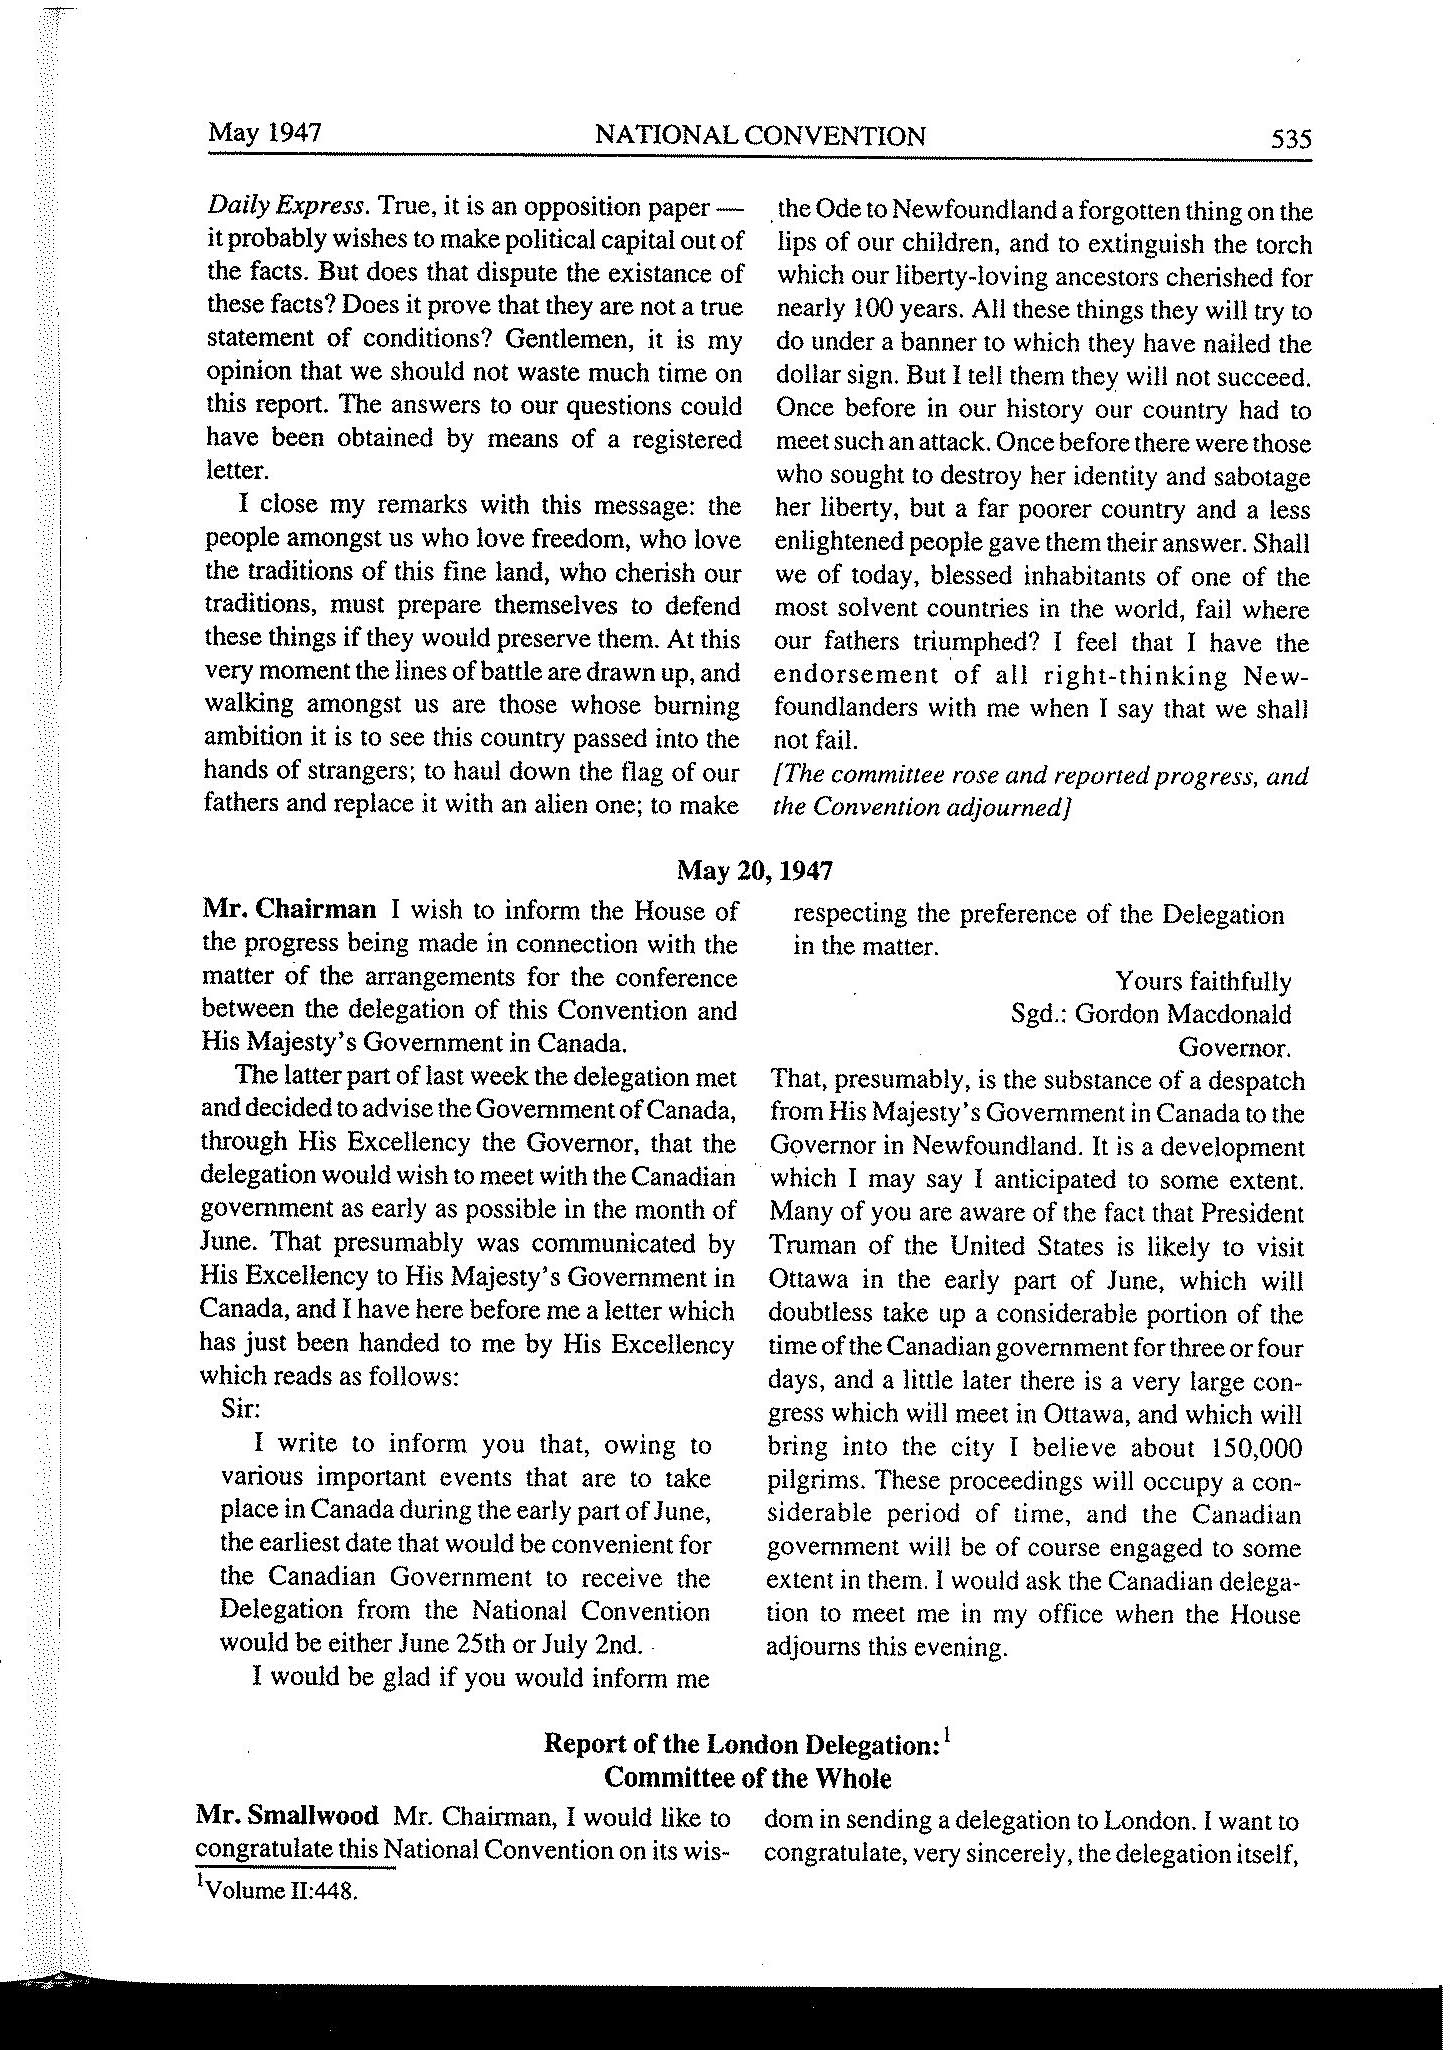 May 1947 NATIONAL CONVENTION 535
Daily Express. True, it is an opposition paper —
it probably wishes to make political capital out of
the facts. But does that dispute the existance of
these facts? Does it prove that they are not a true
statement of conditions? Gentlemen, it is my
opinion that we should not waste much time on
this report. The answers to our questions could
have been obtained by means of a registered
letter.
I close my remarks with this message: the
people amongst us who love freedom, who love
the traditions of this fine land, who cherish our
traditions, must prepare themselves to defend
these things if they would preserve them. At this
very moment the lines of battle are drawn up, and
walking amongst us are those whose burning
ambition it is to see this country passed into the
hands of strangers; to haul down the flag of our
fathers and replace it with an alien one; to make
the Ode to Newfoundland a forgotten thing on the
lips of our children, and to extinguish the torch
which our liberty-loving ancestors cherished for
nearly 100 years. All these things they will try to
do under a banner to which they have nailed the
dollar sign. But I tell them they will not succeed.
Once before in our history our country had to
meet such an attack. Once before there were those
who sought to destroy her identity and sabotage
her liberty, but a far poorer country and a less
enlightened people gave them their answer. Shall
we of today, blessed inhabitants of one of the
most solvent countries in the world, fail where
our fathers triumphed? I feel that I have the
endorsement of all right-thinking New-
foundlanders with me when I say that we shall
not fail.
[The committee rose and reported progress, and
the Convention adjourned]
May 20, 1947
Mr. Chairman I wish to inform the House of
the progress being made in connection with the
matter of the arrangements for the conference
between the delegation of this Convention and
His Majesty's Government in Canada.
The latter part of last week the delegation met
and decided to advise the Government of Canada,
through His Excellency the Governor, that the
delegation would wish to meet with the Canadian
government as early as possible in the month of
June. That presumably was communicated by
His Excellency to His Majesty's Government in
Canada, and I have here before me a letter which
has just been handed to me by His Excellency
which reads as follows:
Sir:
I write to inform you that, owing to
various important events that are to take
place in Canada during the early part of June,
the earliest date that would be convenient for
the Canadian Government to receive the
Delegation from the National Convention
would be either June 25th or July 2nd.
I would be glad if you would inform me
respecting the preference of the Delegation
in the matter.
Yours faithfully
Sgd.: Gordon Macdonald
Governor.
That, presumably, is the substance of a despatch
from His Majesty's Government in Canada to the
Governor in Newfoundland. It is a development
which I may say I anticipated to some extent.
Many of you are aware of the fact that President
Truman of the United States is likely to visit
Ottawa in the early part of June, which will
doubtless take up a considerable portion of the
time of the Canadian government for three or four
days, and a little later there is a very large con-
gress which will meet in Ottawa, and which will
bring into the city I believe about 150,000
pilgrims. These proceedings will occupy a con-
siderable period of time, and the Canadian
government will be of course engaged to some
extent in them. I would ask the Canadian delega-
tion to meet me in my office when the House
adjourns this evening.
Report of the London Delegation:¹
Committee of the Whole
Mr. Smallwood Mr. Chairman, I would like to
congratulate this National Convention on its wis-
dom in sending a delegation to London. I want to
congratulate, very sincerely, the delegation itself,
¹Volume II:448.